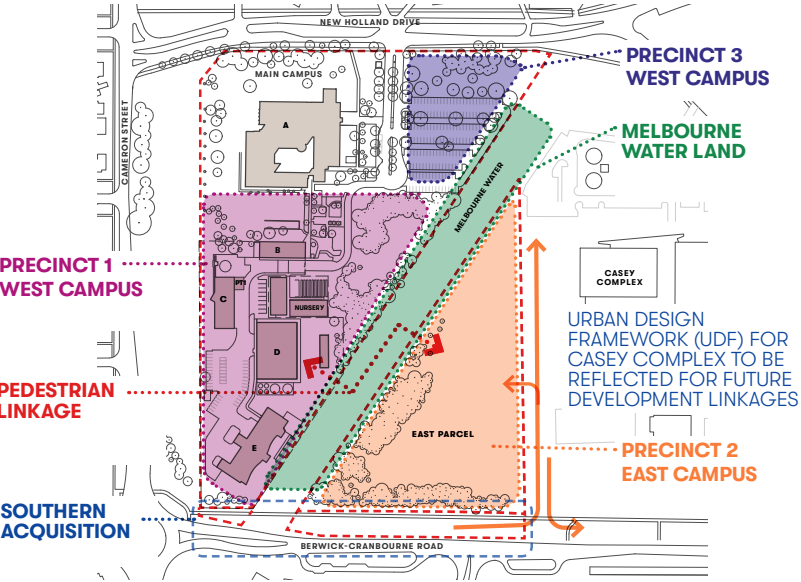 NEW HOLLAND DRIVE
MAIN CAMPUS
CAMERON STREET
A
PRECINCT 3
WEST CAMPUS
MELBOURNE
WATER LAND
MELBOURNE WATER
PRECINCT 1
WEST CAMPUS
B
C
PT1
NURSERY
D
E
CASEY
COMPLEX
URBAN DESIGN
FRAMEWORK (UDF) FOR
CASEY COMPLEX TO BE
REFLECTED FOR FUTURE
DEVELOPMENT LINKAGES
PEDESTRIAN
LINKAGE
EAST PARCEL
PRECINCT 2
EAST CAMPUS
SOUTHERN
ACQUISITION
BERWICK-CRANBOURNE ROAD